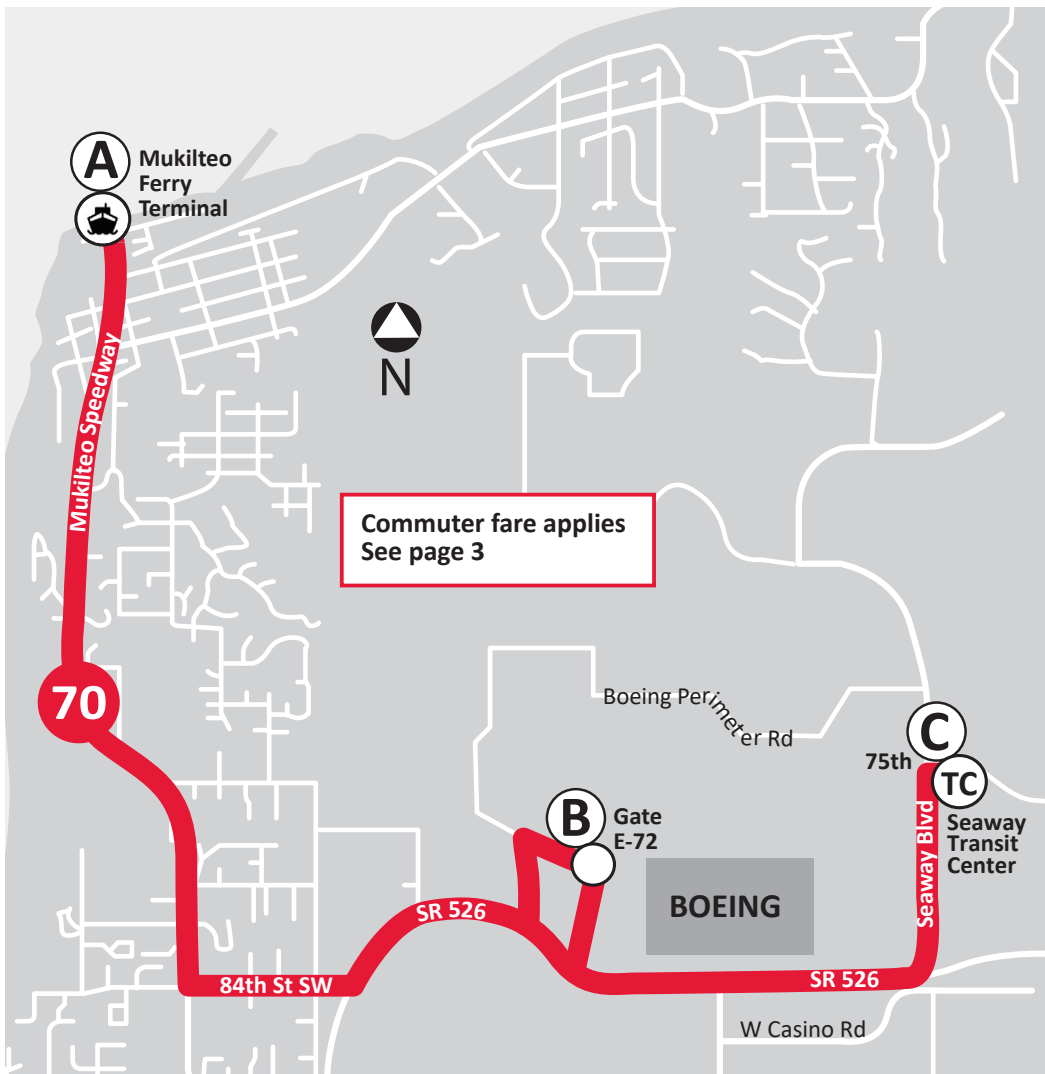 A
Mukilteo
Ferry
Terminal
Mukilteo Speedway
N
Commuter fare applies
See page 3
70
Boeing Perimeter Rd
C
75th
TC
Seaway
Transit
Center
Seaway Blvd
B
Gate
E-72
BOEING
SR 526
84th St SW
SR 526
W Casino Rd